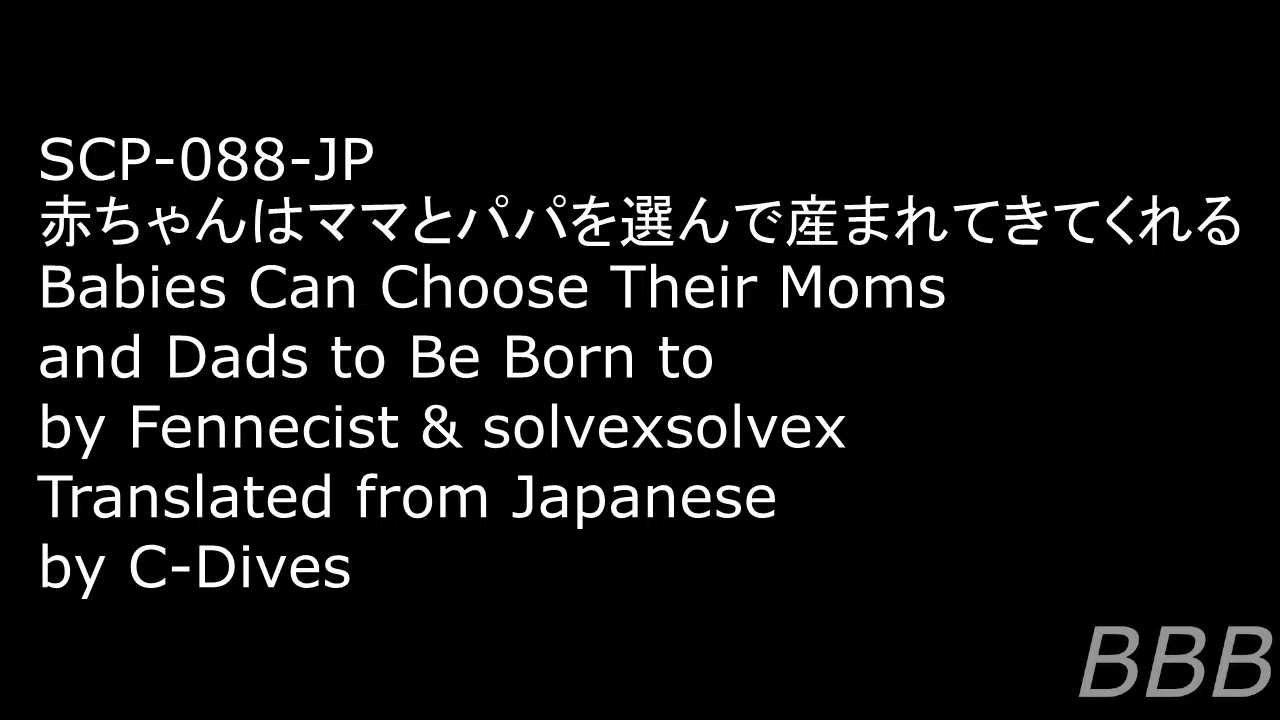 SCP-088-JP
赤ちゃんはママとパパを選んで産まれてきてくれる
Babies Can Choose Their Moms
and Dads to Be Born to
by Fennecist & solvexsolvex
Translated from Japanese
by C-Dives
BBB